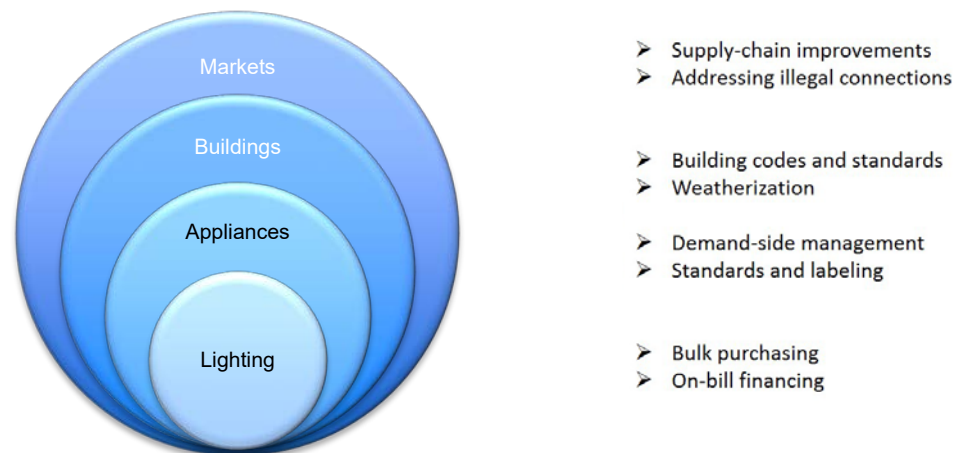 Markets
Buildings
Appliances
Lighting
➢ Supply-chain improvements
➢ Addressing illegal connections
➢ Building codes and standards
➢ Weatherization
➢ Demand-side management
➢ Standards and labeling
➢ Bulk purchasing
➢ On-bill financing